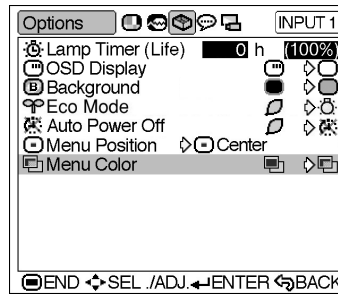 Options INPUT 1
Lamp Timer (Life) 0 h (100%)
OSD Display
B Background
Eco Mode
Auto Power Off
Menu Position Center
Menu Color
END SEL./ADJ. ENTER BACK